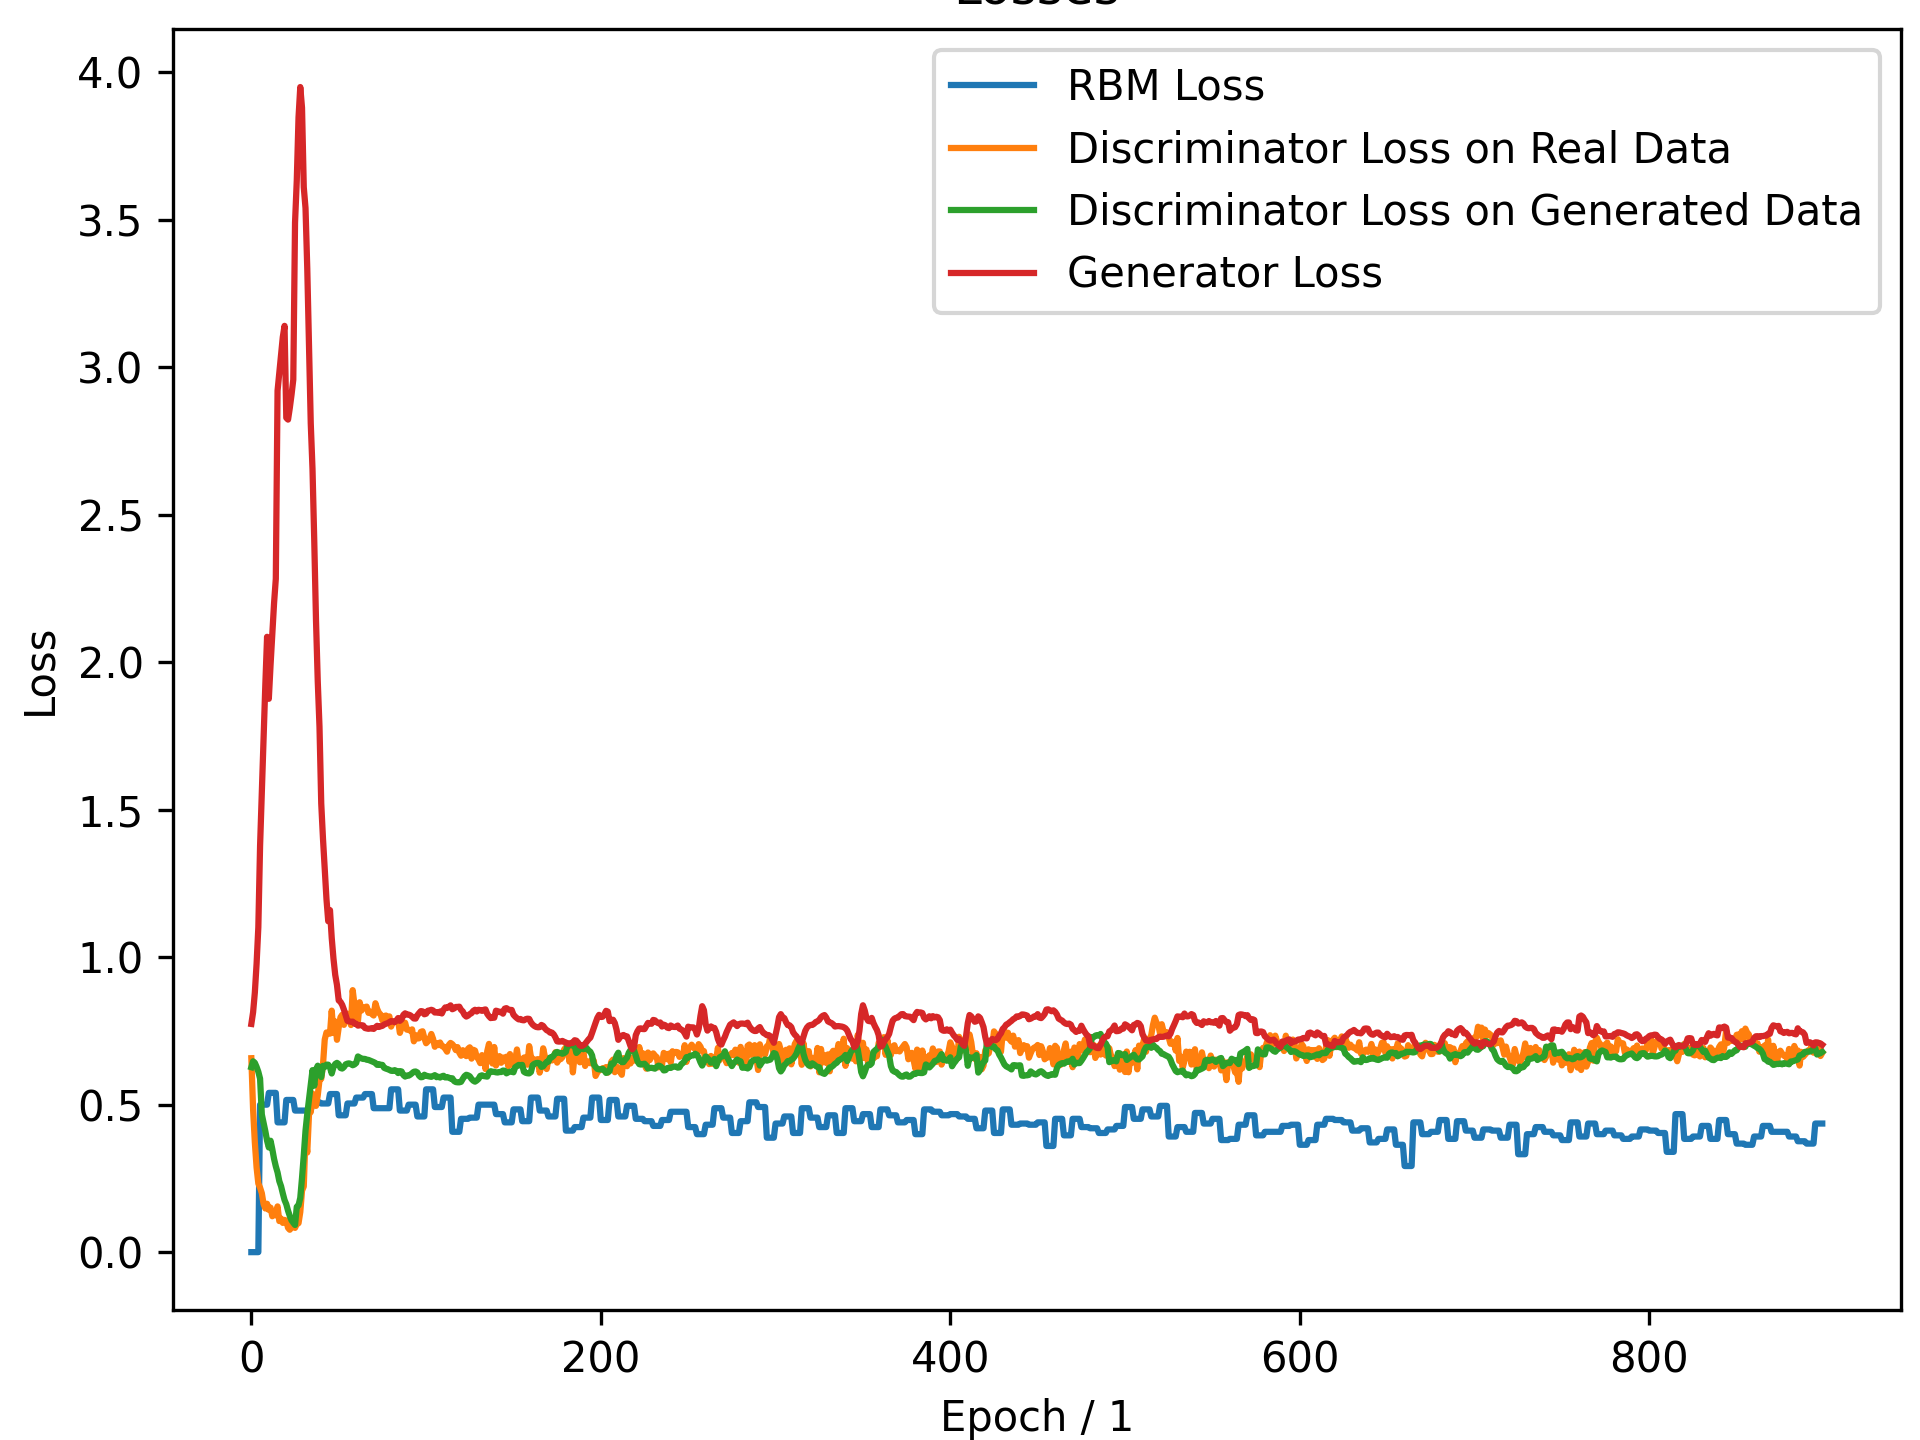 Losses
RBM Loss
Discriminator Loss on Real Data
Discriminator Loss on Generated Data
Generator Loss
4.0
3.5
3.0
2.5
2.0
1.5
1.0
0.5
0.0
Loss
0 200 400 600 800
Epoch / 1